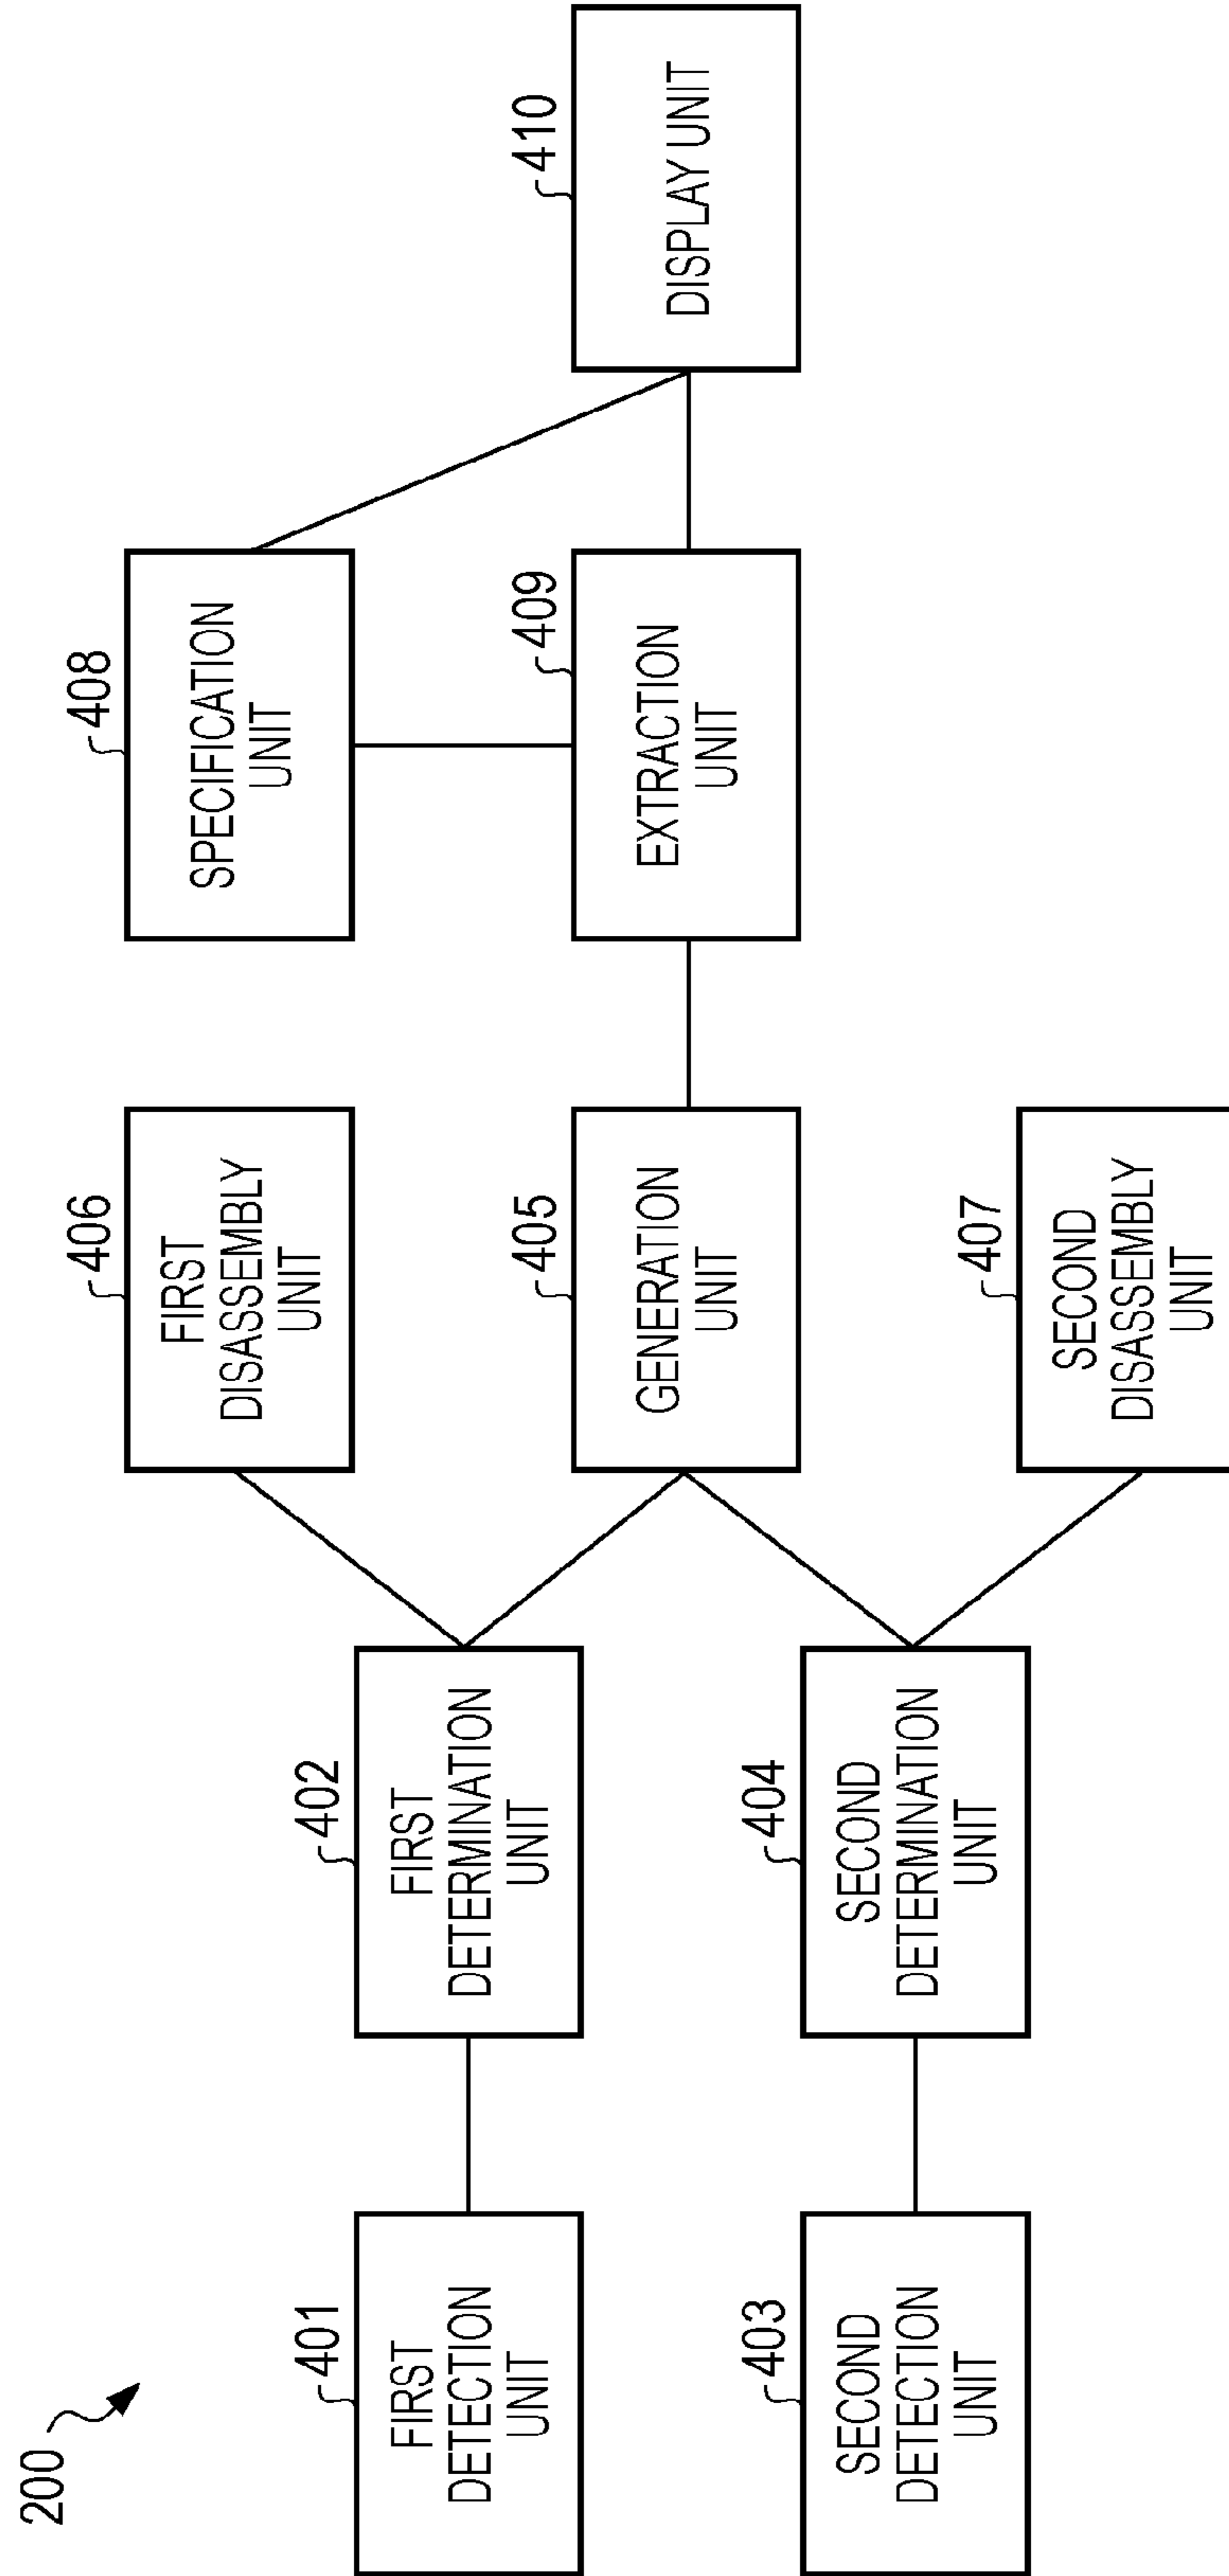 200
401
FIRST
DETECTION
UNIT
402
FIRST
DETERMINATION
UNIT
403
SECOND
DETECTION
UNIT
404
SECOND
DETERMINATION
UNIT
406
FIRST
DISASSEMBLY
UNIT
405
GENERATION
UNIT
407
SECOND
DISASSEMBLY
UNIT
408
SPECIFICATION
UNIT
409
EXTRACTION
UNIT
410
DISPLAY UNIT